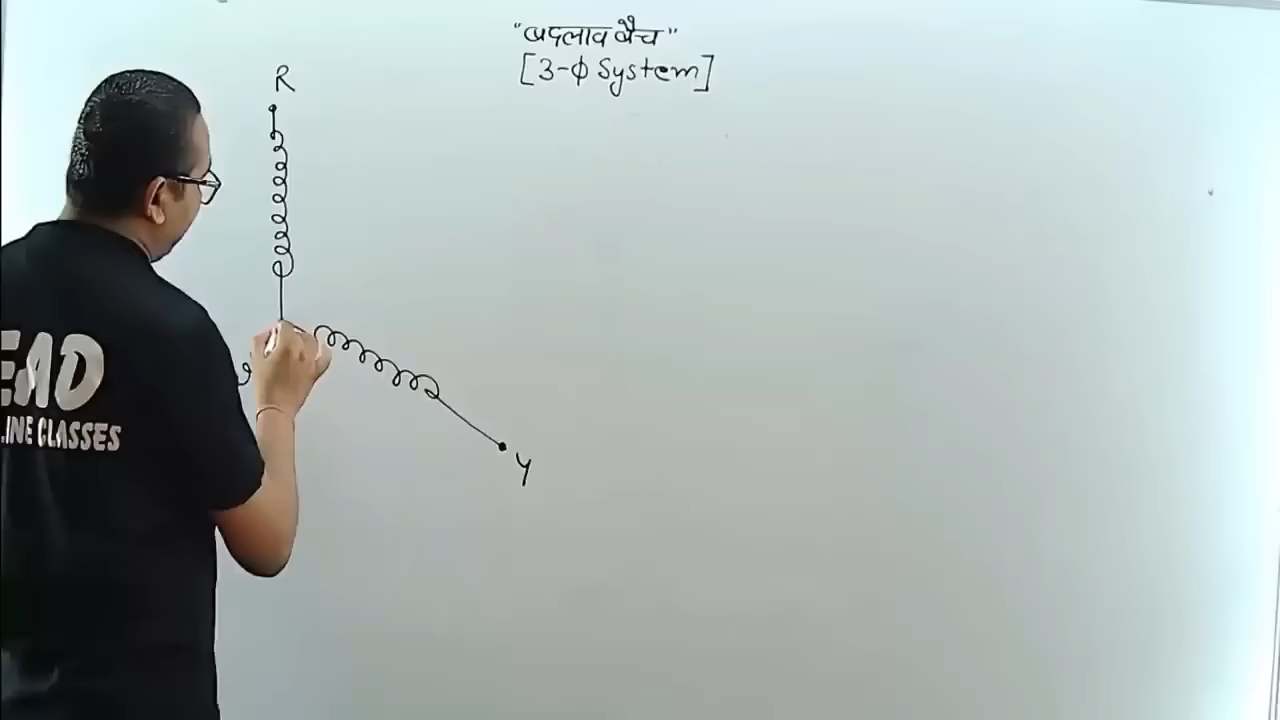 "बदलाव बैच"
[3-ϕ System]
R
Y
EAD
LINE CLASSES